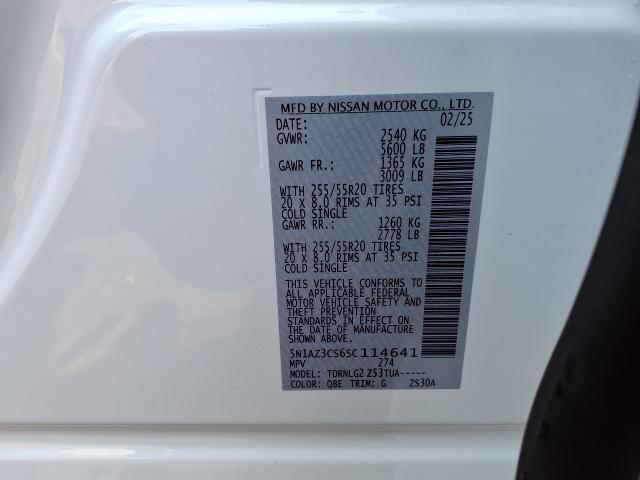 MFD BY NISSAN MOTOR CO., LTD.
DATE: 02/25
GVWR: 2540 KG
5600 LB
GAWR FR.: 1365 KG
3009 LB
WITH 255/55R20 TIRES
20 X 8.0 RIMS AT 35 PSI
COLD SINGLE
GAWR RR.: 1260 KG
2778 LB
WITH 255/55R20 TIRES
20 X 8.0 RIMS AT 35 PSI
COLD SINGLE
THIS VEHICLE CONFORMS TO
ALL APPLICABLE FEDERAL
MOTOR VEHICLE SAFETY AND
THEFT PREVENTION
STANDARDS IN EFFECT ON
THE DATE OF MANUFACTURE
SHOWN ABOVE.
5N1AZ3CS6SC114641
MPV 274
MODEL: TDRNLG2 Z53TUA-----
COLOR: QBE TRIM: G ZS30A